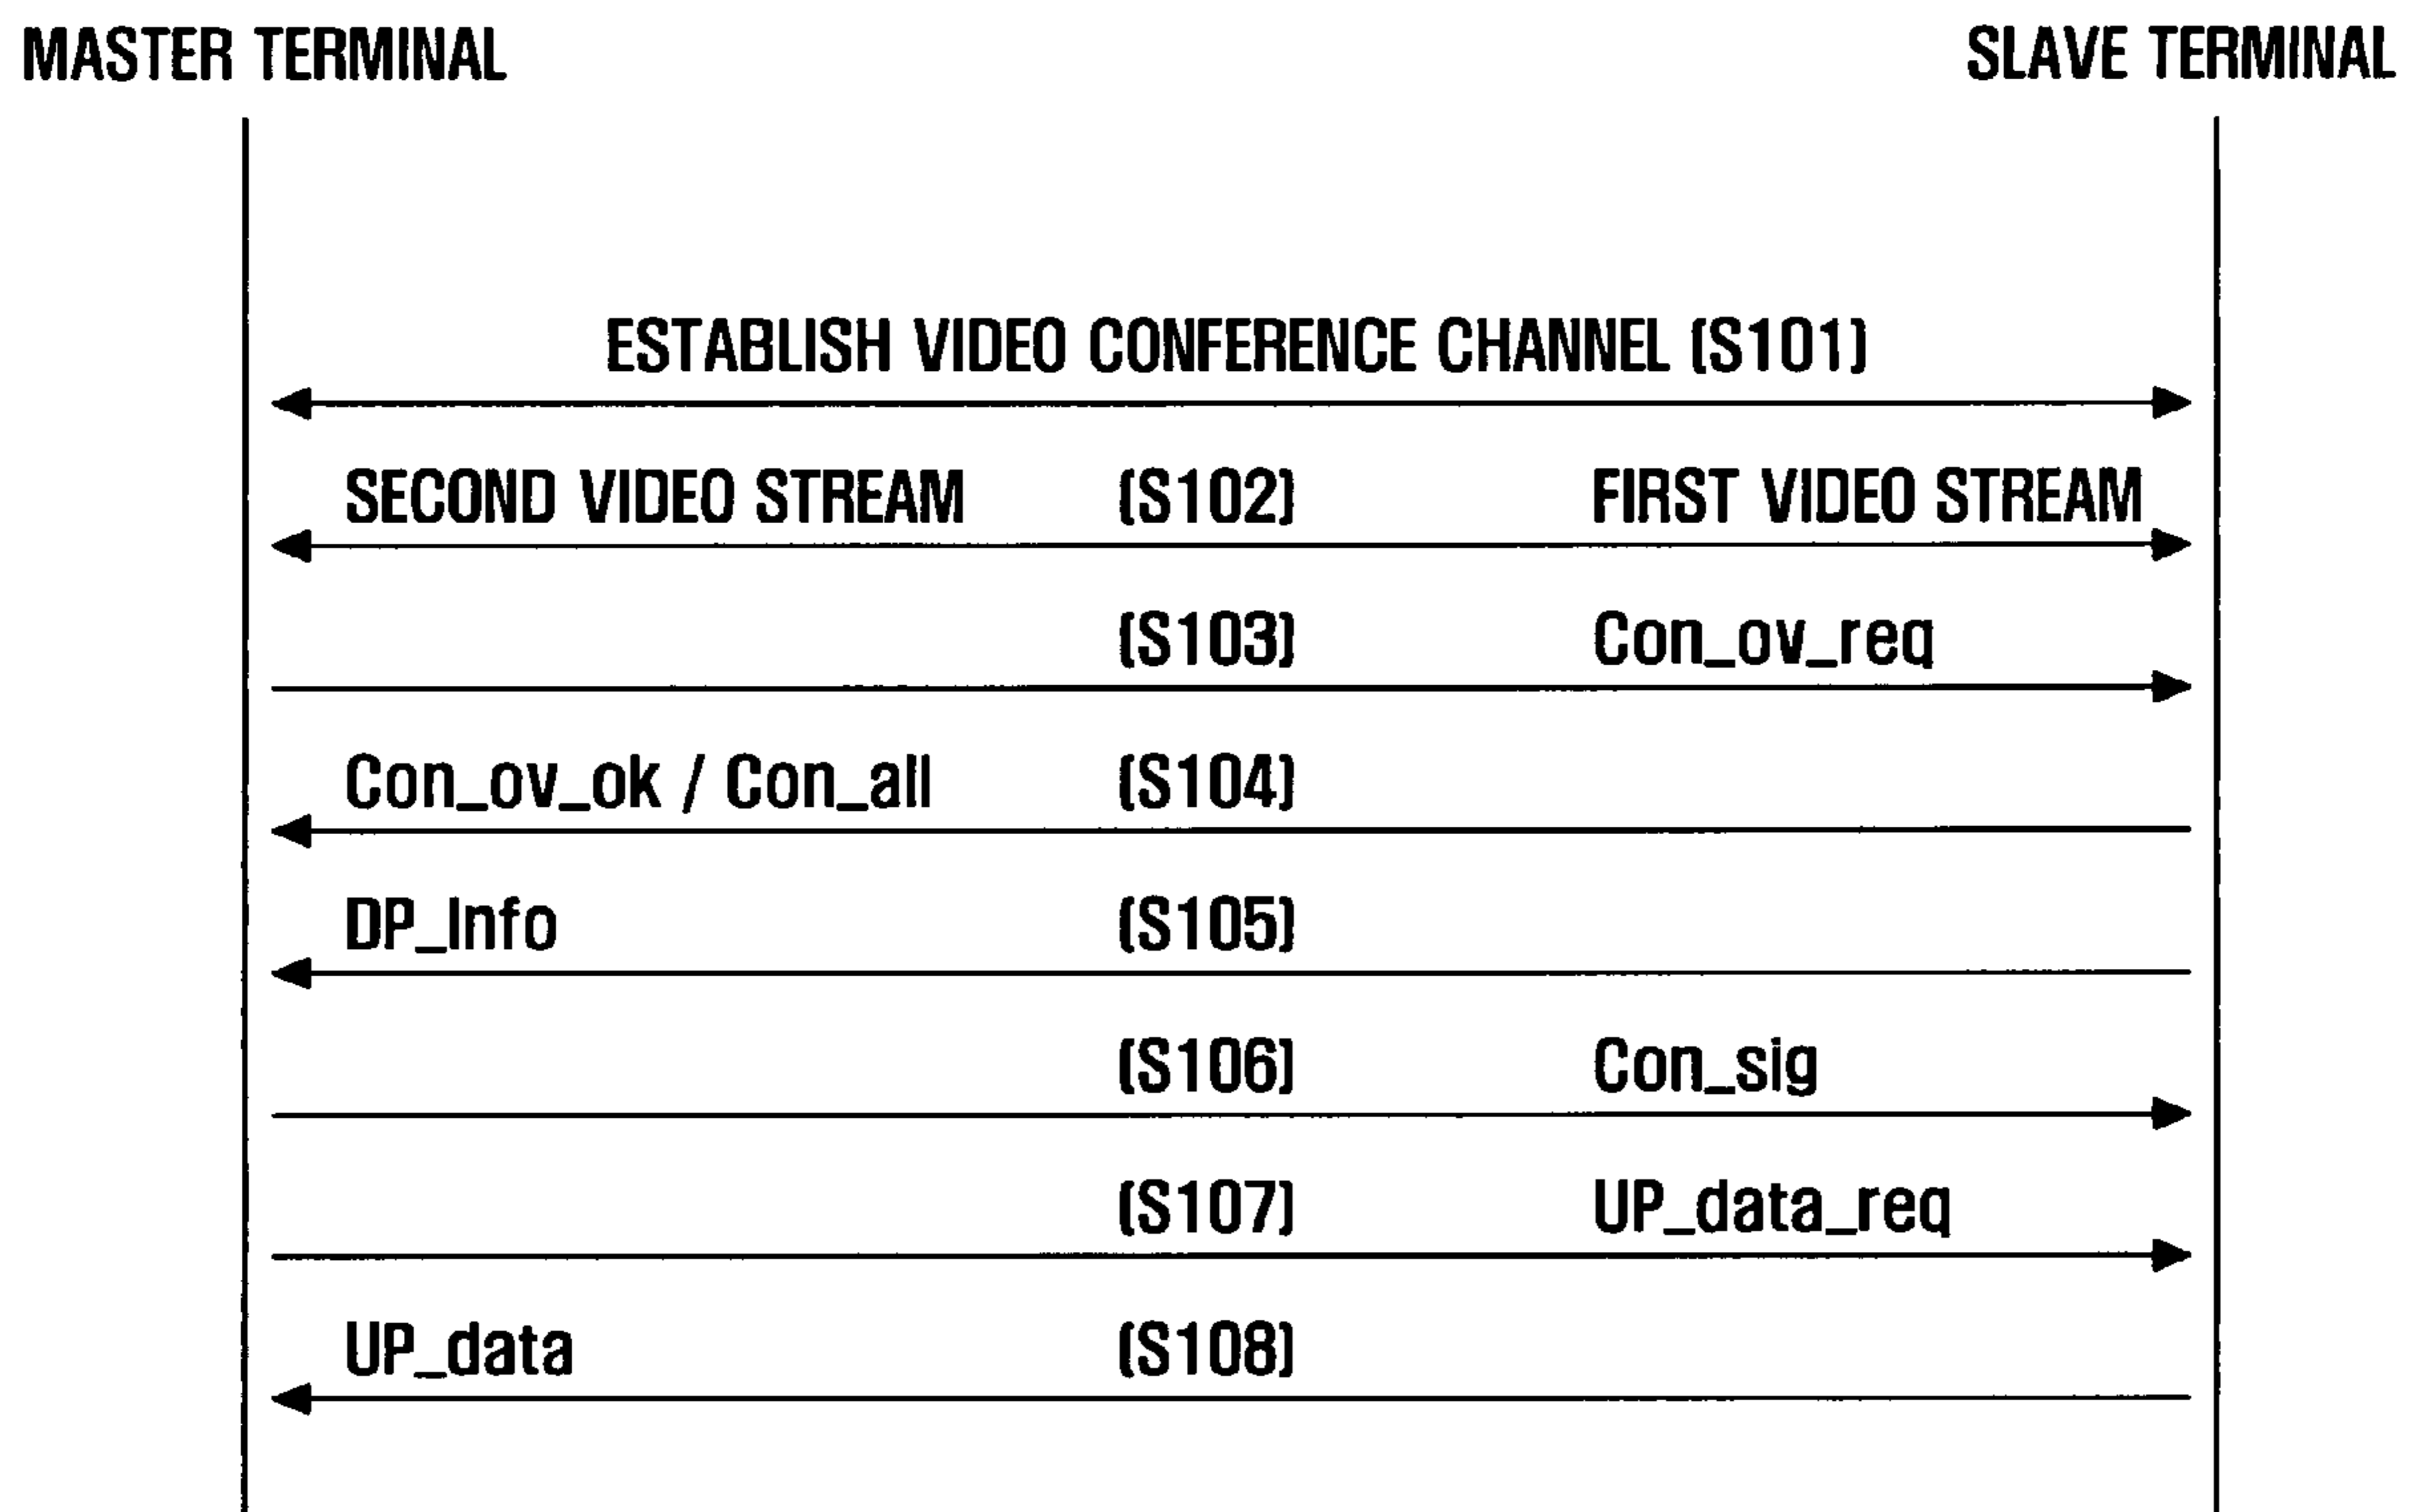 MASTER TERMINAL SLAVE TERMINAL
ESTABLISH VIDEO CONFERENCE CHANNEL (S101)
SECOND VIDEO STREAM (S102) FIRST VIDEO STREAM
(S103) Con_ov_req
Con_ov_ok / Con_all (S104)
DP_Info (S105)
(S106) Con_sig
(S107) UP_data_req
UP_data (S108)